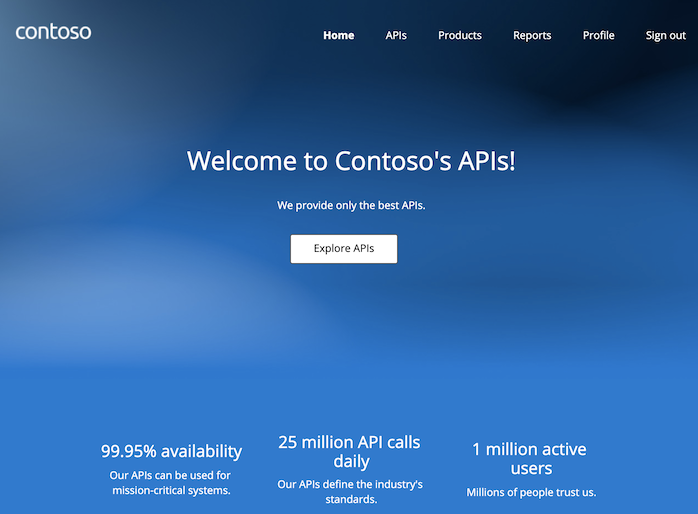 contoso
Home
APIs
Products
Reports
Profile
Sign out
Welcome to Contoso's APIs!
We provide only the best APIs.
Explore APIs
99.95% availability
Our APIs can be used for
mission-critical systems.
25 million API calls
daily
Our APIs define the industry's
standards.
1 million active
users
Millions of people trust us.